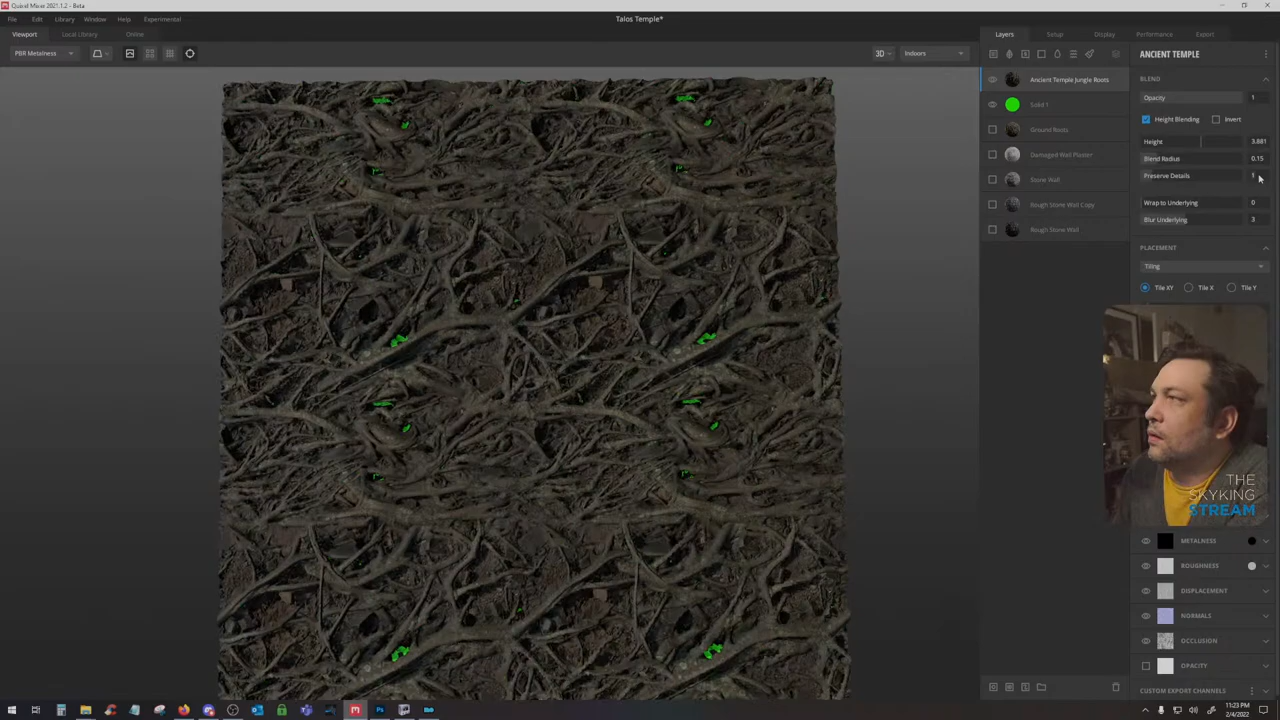 Quixel Mixer 2021.1.2 - Beta
File Edit Library Window Help Experimental
Talos Temple*
Viewport Local Library Online
Layers Setup Display Performance Export
PBR Metalness
3D Indoors
ANCIENT TEMPLE
Ancient Temple Jungle Roots
Solid 1
Ground Roots
Damaged Wall Plaster
Stone Wall
Rough Stone Wall Copy
Rough Stone Wall
BLEND
Opacity 1
Height Blending Invert
Height 3.881
Blend Radius 0.15
Preserve Details 1
Wrap to Underlying 0
Blur Underlying 3
PLACEMENT
Tiling
Tile XY Tile X Tile Y
THE
SKYKING
STREAM
METALNESS
ROUGHNESS
DISPLACEMENT
NORMALS
OCCLUSION
OPACITY
CUSTOM EXPORT CHANNELS
11:23 PM
2/4/2022